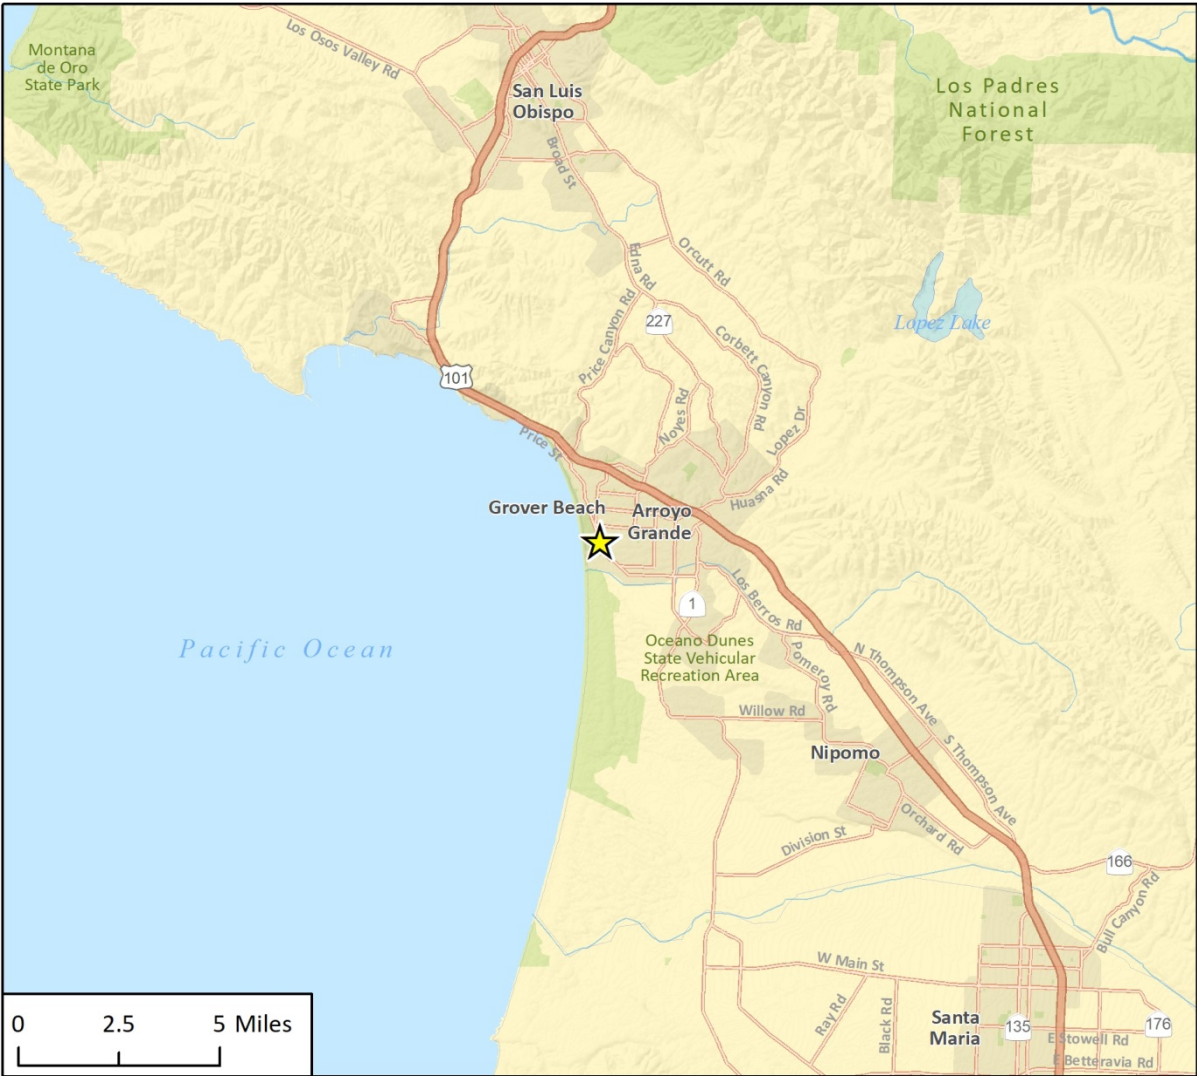 Los Osos Valley Rd
Montana
de Oro
State Park
San Luis
Obispo
Los Padres
National
Forest
Broad St
Orcutt Rd
Edna Rd
Price Canyon Rd
227
Lopez Lake
Corbett Canyon Rd
101
Noyes Rd
Lopez Dr
Price St
Huasna Rd
Grover Beach
Arroyo
Grande
Los Berros Rd
1
Oceano Dunes
State Vehicular
Recreation Area
Pacific Ocean
Pomeroy Rd
N Thompson Ave
Willow Rd
S Thompson Ave
Nipomo
Orchard Rd
Division St
166
Bull Canyon Rd
W Main St
Ray Rd
Black Rd
Santa
Maria
135
176
E Stowell Rd
E Betteravia Rd
0 2.5 5 Miles